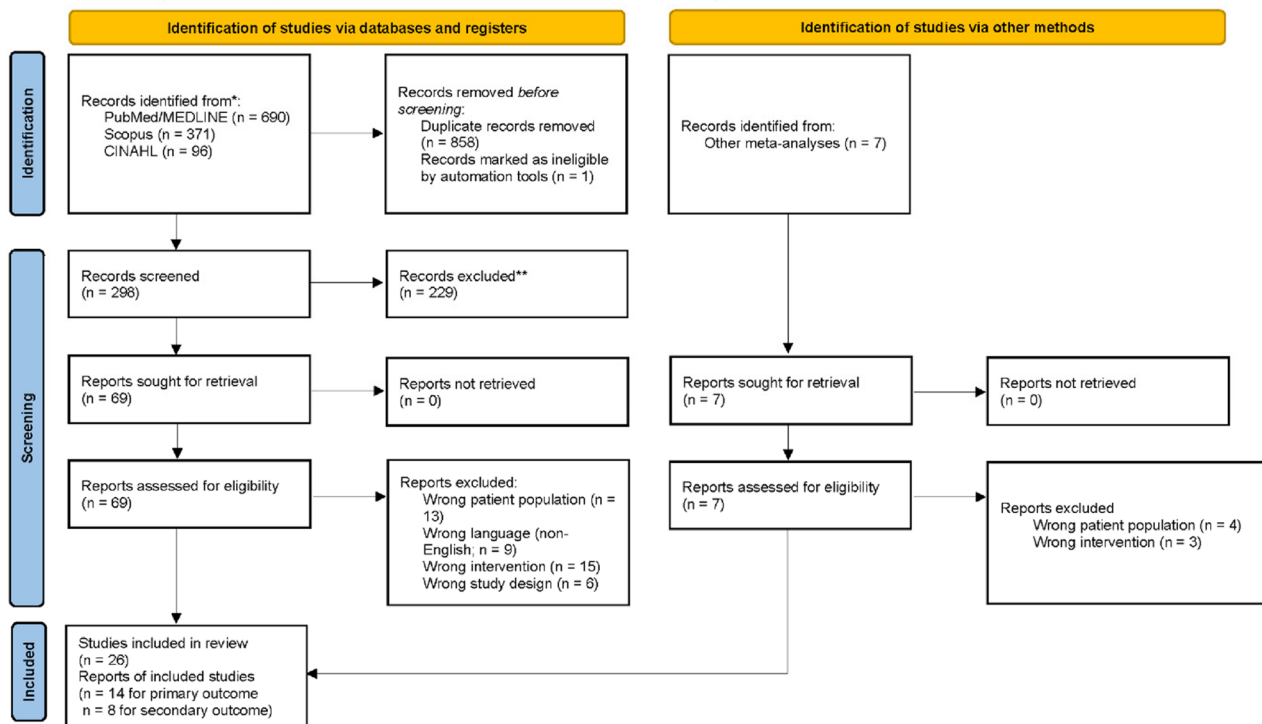 Identification of studies via databases and registers
Identification of studies via other methods
Identification
Records identified from*:
PubMed/MEDLINE (n = 690)
Scopus (n = 371)
CINAHL (n = 96)
Records removed before
screening:
Duplicate records removed
(n = 858)
Records marked as ineligible
by automation tools (n = 1)
Records identified from:
Other meta-analyses (n = 7)
Screening
Records screened
(n = 298)
Records excluded**
(n = 229)
Reports sought for retrieval
(n = 69)
Reports not retrieved
(n = 0)
Reports sought for retrieval
(n = 7)
Reports not retrieved
(n = 0)
Reports assessed for eligibility
(n = 69)
Reports excluded:
Wrong patient population (n =
13)
Wrong language (non-
English; n = 9)
Wrong intervention (n = 15)
Wrong study design (n = 6)
Reports assessed for eligibility
(n = 7)
Reports excluded
Wrong patient population (n = 4)
Wrong intervention (n = 3)
Included
Studies included in review
(n = 26)
Reports of included studies
(n = 14 for primary outcome
n = 8 for secondary outcome)